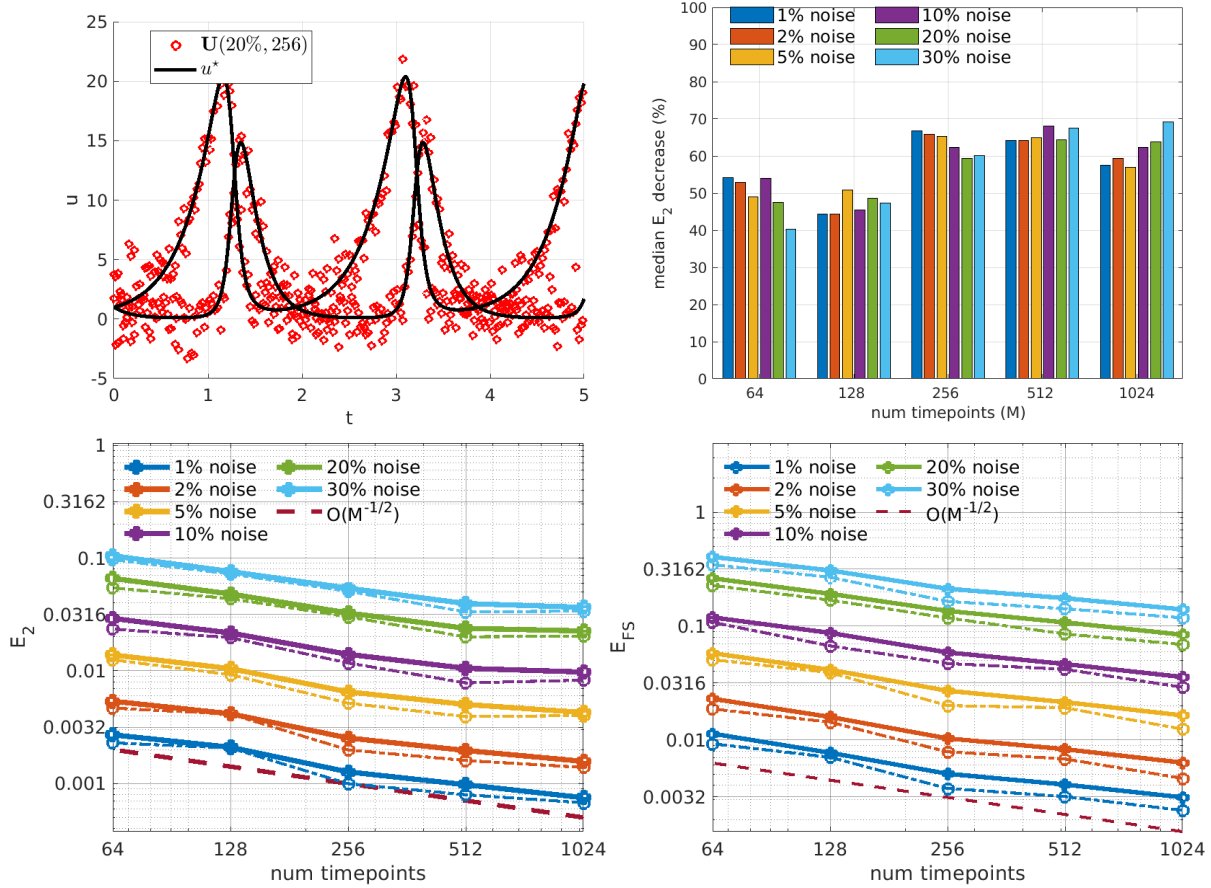 25
20
15
10
5
0
-5
u
U(20%, 256)
u*
0 1 2 3 4 5
t
100
90
80
70
60
50
40
30
20
10
0
median E2 decrease (%)
1% noise 10% noise
2% noise 20% noise
5% noise 30% noise
64 128 256 512 1024
num timepoints (M)
1
0.3162
0.1
0.0316
0.01
0.0032
0.001
E2
1% noise 20% noise
2% noise 30% noise
5% noise O(M-1/2)
10% noise
64 128 256 512 1024
num timepoints
1
0.3162
0.1
0.0316
0.01
0.0032
EFS
1% noise 20% noise
2% noise 30% noise
5% noise O(M-1/2)
10% noise
64 128 256 512 1024
num timepoints